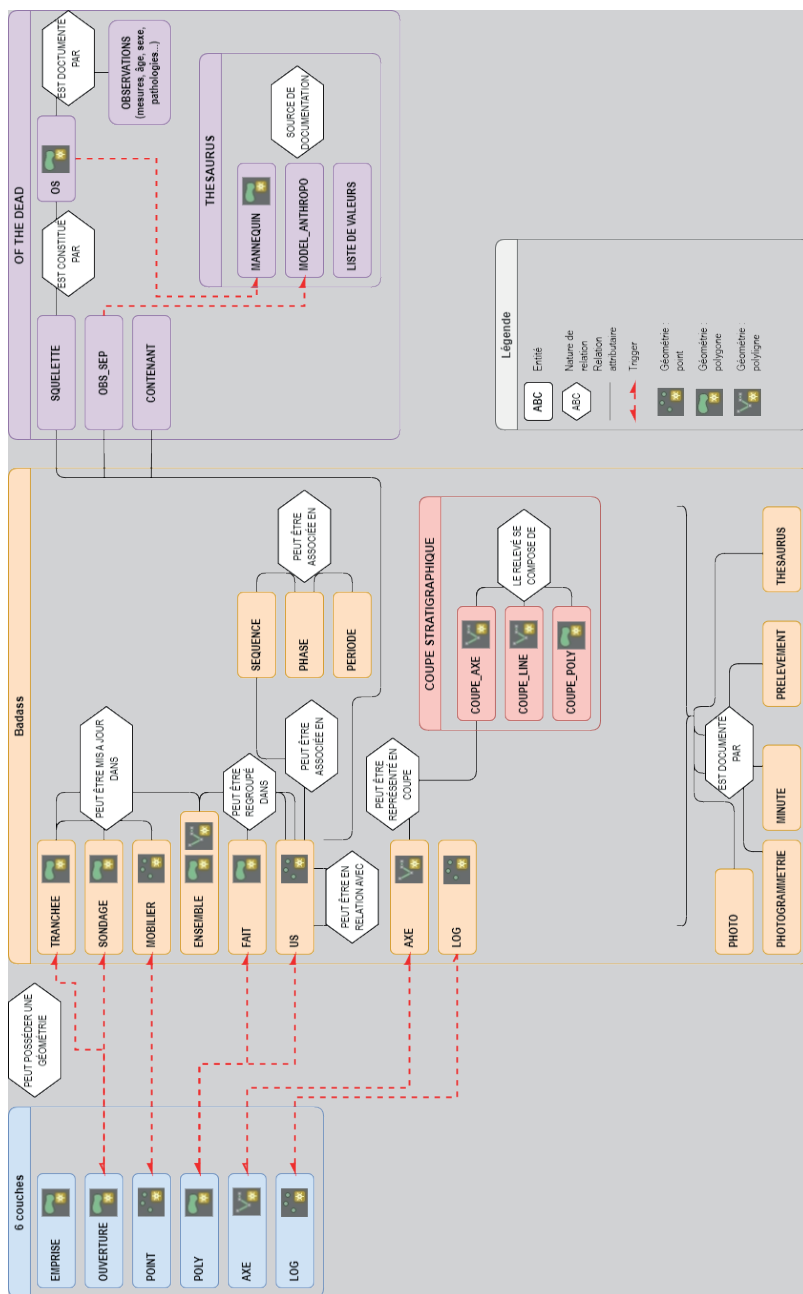 6 couches
EMPRISE
OUVERTURE
POINT
POLY
AXE
LOG
PEUT POSSÉDER UNE
GÉOMÉTRIE
Badass
TRANCHEE
SONDAGE
MOBILIER
ENSEMBLE
FAIT
US
AXE
LOG
PEUT ÊTRE MIS A JOUR
DANS
PEUT ÊTRE
REGROUPÉ
DANS
PEUT ÊTRE
ASSOCIÉE EN
PEUT ÊTRE EN
RELATION AVEC
SEQUENCE
PHASE
PERIODE
PEUT ÊTRE
ASSOCIÉE EN
PEUT ÊTRE
REPRÉSENTÉ EN
COUPE
COUPE STRATIGRAPHIQUE
COUPE_AXE
COUPE_LINE
COUPE_POLY
LE RELEVÉ SE
COMPOSE DE
PHOTO
PHOTOGRAMMETRIE
MINUTE
PRELEVEMENT
THESAURUS
EST DOCUMENTE
PAR
OF THE DEAD
SQUELETTE
OBS_SEP
CONTENANT
EST CONSTITUÉ
PAR
OS
EST DOCTUMENTÉ
PAR
OBSERVATIONS
(mesures, âge, sexe,
pathologies...)
THESAURUS
MANNEQUIN
MODEL_ANTHROPO
LISTE DE VALEURS
SOURCE DE
DOCUMENTATION
Légende
ABC
Entité
ABC
Nature de
relation
Relation
attributaire
Trigger
Géométrie :
point
Géométrie :
polygone
Géométrie :
polyligne